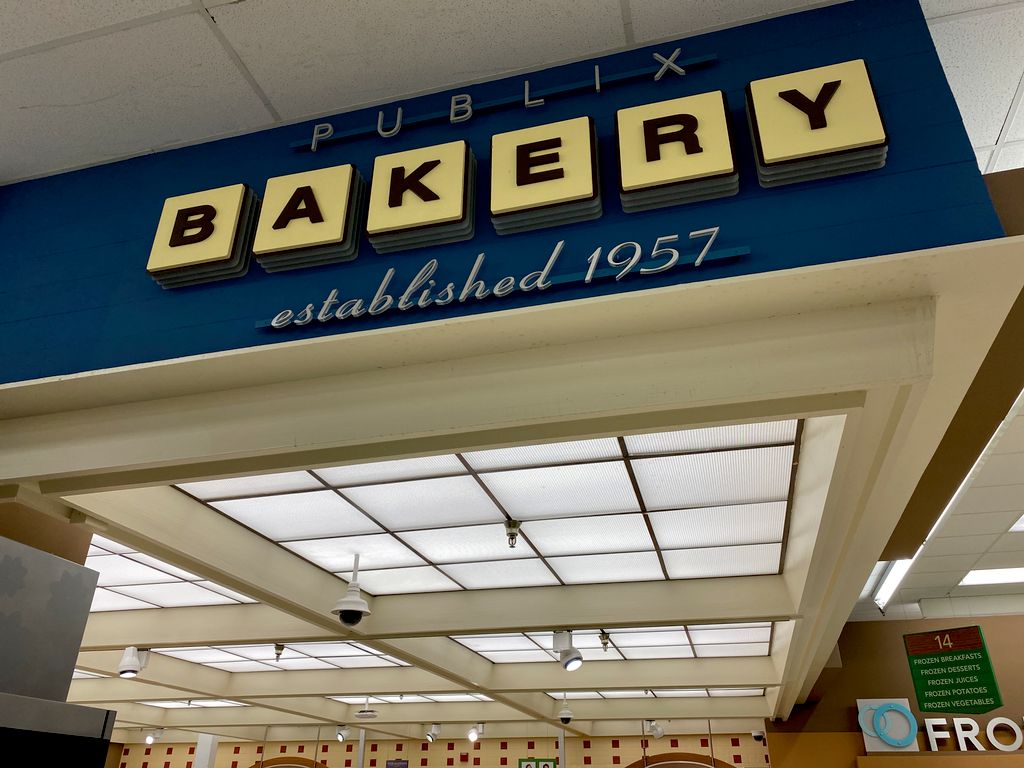 PUBLIX
BAKERY
established 1957
14
FROZEN BREAKFASTS
FROZEN DESSERTS
FROZEN JUICES
FROZEN POTATOES
FROZEN VEGETABLES
FRO